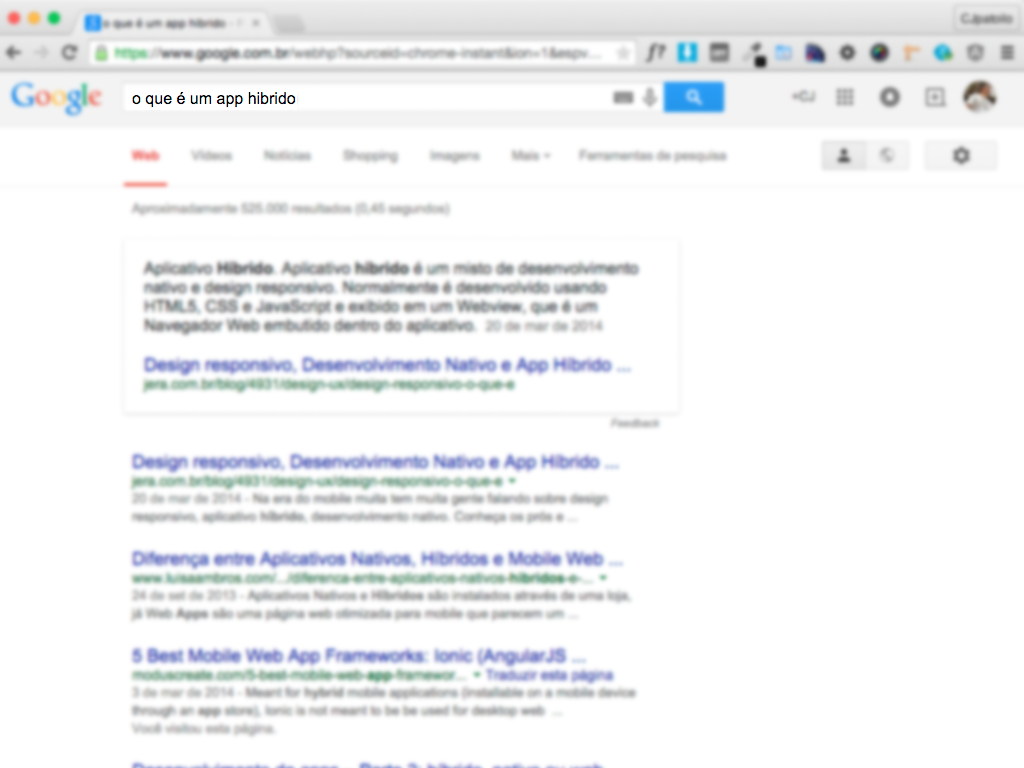 o que é um app hibrido -
CJpatoilo
https://www.google.com.br/webhp?sourceid=chrome-instant&ion=1&espv...
f?
Google
o que é um app hibrido
+CJ
Web Vídeos Notícias Shopping Imagens Mais Ferramentas de pesquisa
Aproximadamente 525.000 resultados (0,45 segundos)
Aplicativo Híbrido. Aplicativo híbrido é um misto de desenvolvimento
nativo e design responsivo. Normalmente é desenvolvido usando
HTML5, CSS e JavaScript e exibido em um Webview, que é um
Navegador Web embutido dentro do aplicativo. 20 de mar de 2014
Design responsivo, Desenvolvimento Nativo e App Híbrido ...
jera.com.br/blog/4931/design-ux/design-responsivo-o-que-e
Feedback
Design responsivo, Desenvolvimento Nativo e App Híbrido ...
jera.com.br/blog/4931/design-ux/design-responsivo-o-que-e
20 de mar de 2014 - Na era do mobile muita tem muita gente falando sobre design
responsivo, aplicativo híbrido, desenvolvimento nativo. Conheça os prós e ...
Diferença entre Aplicativos Nativos, Híbridos e Mobile Web ...
www.luisaambros.com/.../diferenca-entre-aplicativos-nativos-hibridos-e-...
24 de set de 2013 - Aplicativos Nativos e Híbridos são instalados através de uma loja,
já Web Apps são uma página web otimizada para mobile que parecem um ...
5 Best Mobile Web App Frameworks: Ionic (AngularJS ...
moduscreate.com/5-best-mobile-web-app-framewor... Traduzir esta página
3 de mar de 2014 - Meant for hybrid mobile applications (installable on a mobile device
through an app store), Ionic is not meant to be be used for desktop web ...
Você visitou esta página.